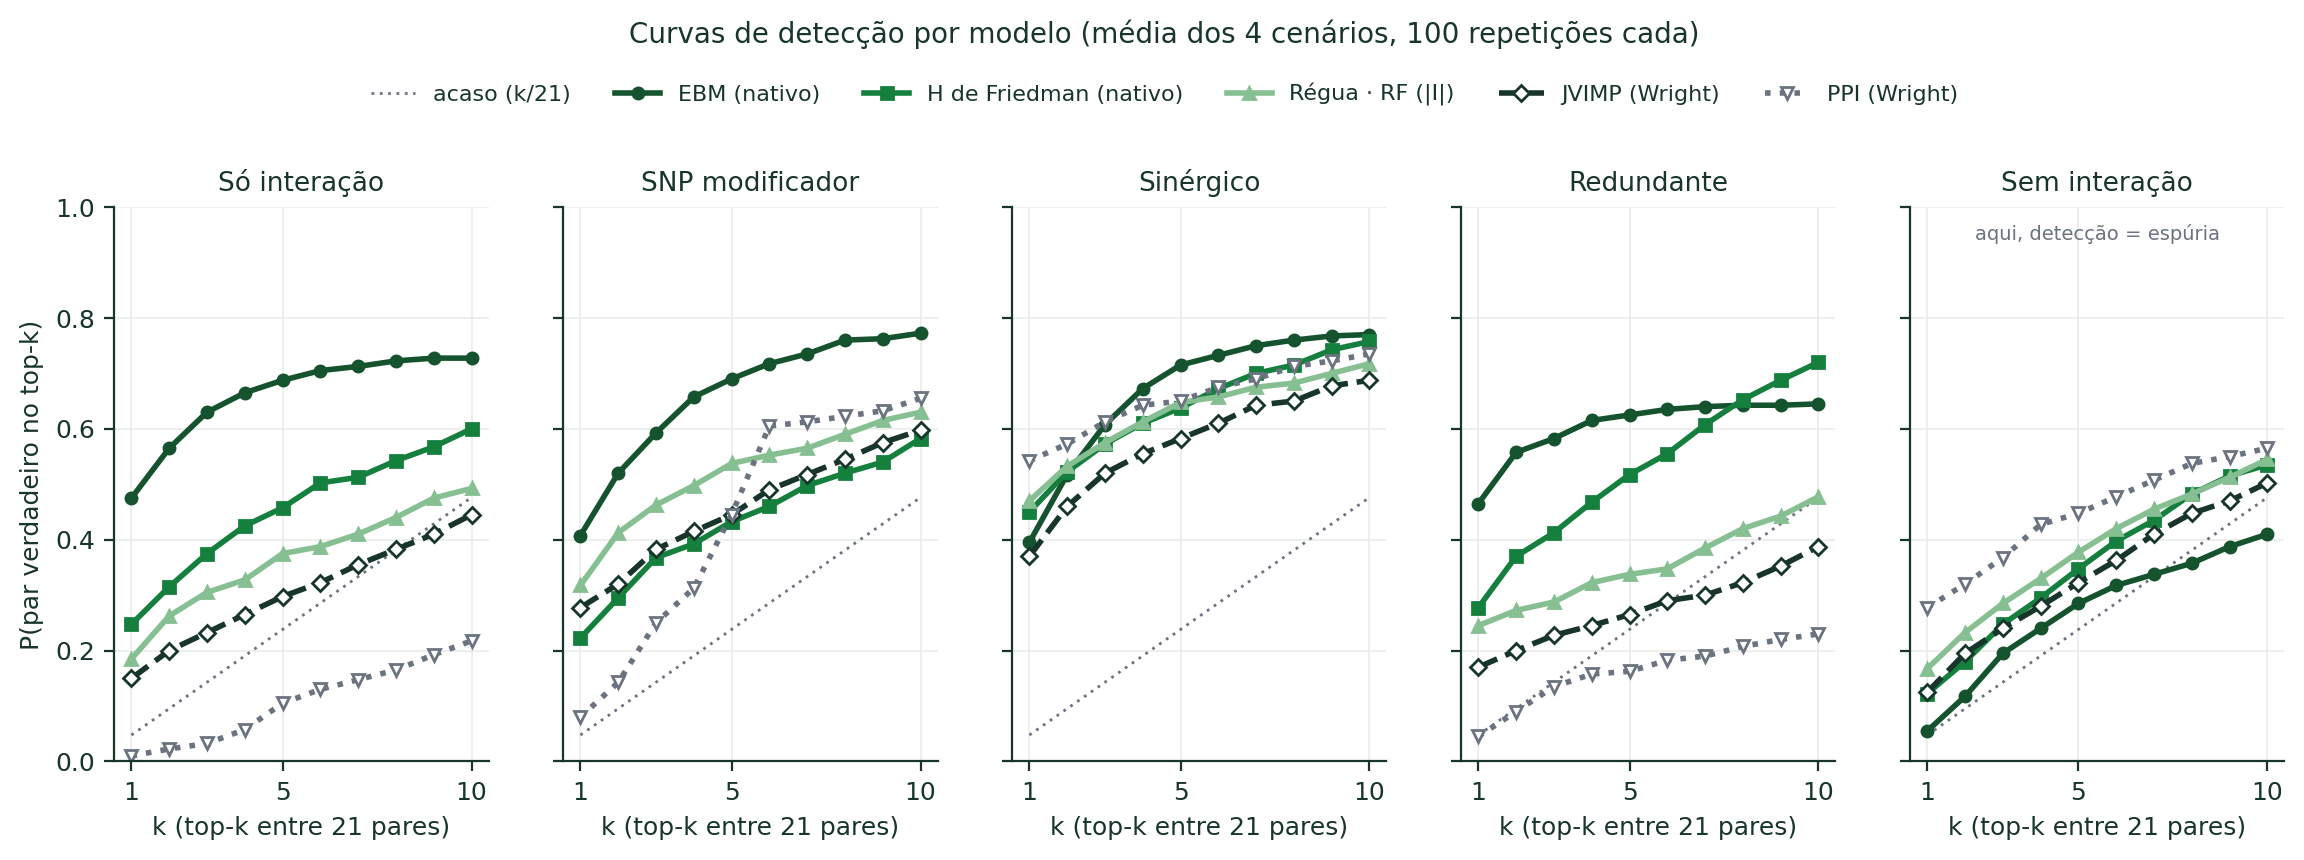 Curvas de detecção por modelo (média dos 4 cenários, 100 repetições cada)
acaso (k/21) EBM (nativo) H de Friedman (nativo) Régua · RF (|I|) JVIMP (Wright) PPI (Wright)
Só interação SNP modificador Sinérgico Redundante Sem interação
aqui, detecção = espúria
P(par verdadeiro no top-k)
1.0
0.8
0.6
0.4
0.2
0.0
1 5 10 1 5 10 1 5 10 1 5 10 1 5 10
k (top-k entre 21 pares) k (top-k entre 21 pares) k (top-k entre 21 pares) k (top-k entre 21 pares) k (top-k entre 21 pares)